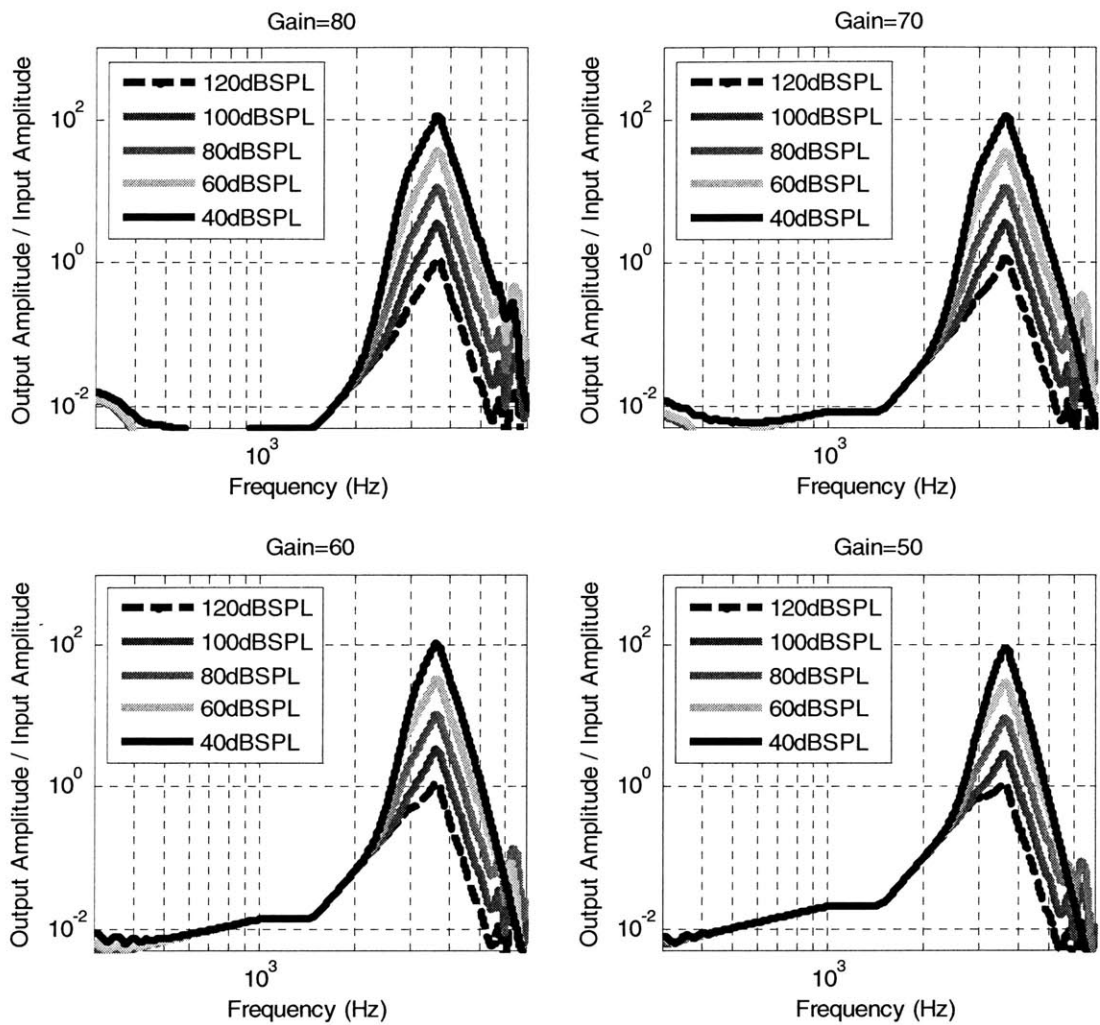 Gain=80
Output Amplitude / Input Amplitude
10^2
10^0
10^-2
120dBSPL
100dBSPL
80dBSPL
60dBSPL
40dBSPL
10^3
Frequency (Hz)
Gain=70
Output Amplitude / Input Amplitude
10^2
10^0
10^-2
120dBSPL
100dBSPL
80dBSPL
60dBSPL
40dBSPL
10^3
Frequency (Hz)
Gain=60
Output Amplitude / Input Amplitude
10^2
10^0
10^-2
120dBSPL
100dBSPL
80dBSPL
60dBSPL
40dBSPL
10^3
Frequency (Hz)
Gain=50
Output Amplitude / Input Amplitude
10^2
10^0
10^-2
120dBSPL
100dBSPL
80dBSPL
60dBSPL
40dBSPL
10^3
Frequency (Hz)